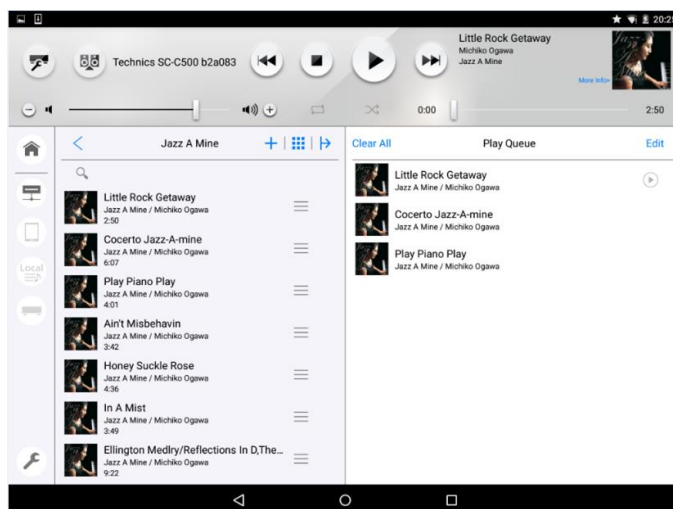 20:25
Technics SC-C500 b2a083
Little Rock Getaway
Michiko Ogawa
Jazz A Mine
More Info>
0:00
2:50
Jazz A Mine
Local
Little Rock Getaway
Jazz A Mine / Michiko Ogawa
2:50
Cocerto Jazz-A-mine
Jazz A Mine / Michiko Ogawa
6:07
Play Piano Play
Jazz A Mine / Michiko Ogawa
4:01
Ain't Misbehavin
Jazz A Mine / Michiko Ogawa
3:42
Honey Suckle Rose
Jazz A Mine / Michiko Ogawa
4:36
In A Mist
Jazz A Mine / Michiko Ogawa
3:49
Ellington Medlry/Reflections In D,The...
Jazz A Mine / Michiko Ogawa
9:22
Clear All
Play Queue
Edit
Little Rock Getaway
Jazz A Mine / Michiko Ogawa
Cocerto Jazz-A-mine
Jazz A Mine / Michiko Ogawa
Play Piano Play
Jazz A Mine / Michiko Ogawa